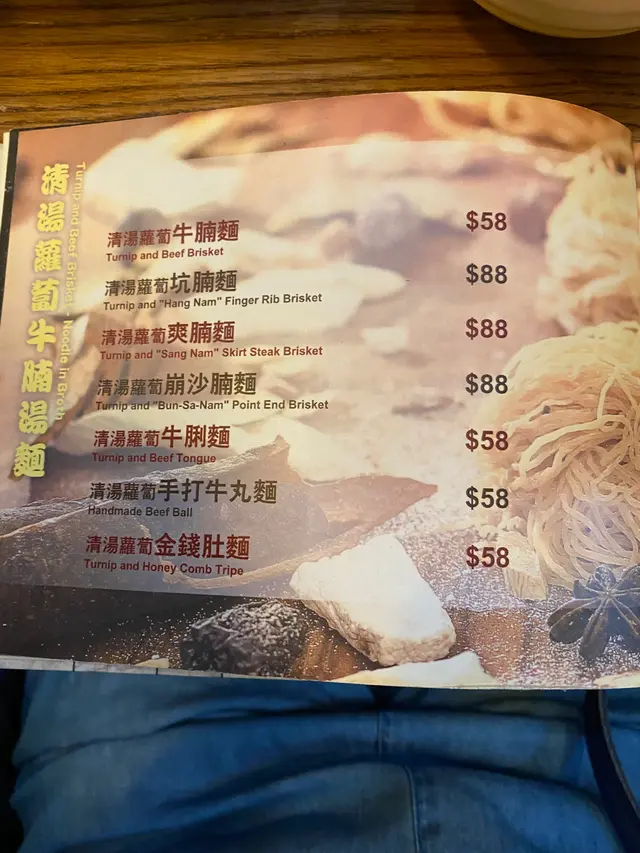 清湯蘿蔔牛腩湯麵
Turnip and Beef Brisket - Noodle in Broth
清湯蘿蔔牛腩麵 $58
Turnip and Beef Brisket
清湯蘿蔔坑腩麵 $88
Turnip and "Hang Nam" Finger Rib Brisket
清湯蘿蔔爽腩麵 $88
Turnip and "Sang Nam" Skirt Steak Brisket
清湯蘿蔔崩沙腩麵 $88
Turnip and "Bun-Sa-Nam" Point End Brisket
清湯蘿蔔牛脷麵 $58
Turnip and Beef Tongue
清湯蘿蔔手打牛丸麵 $58
Handmade Beef Ball
清湯蘿蔔金錢肚麵 $58
Turnip and Honey Comb Tripe